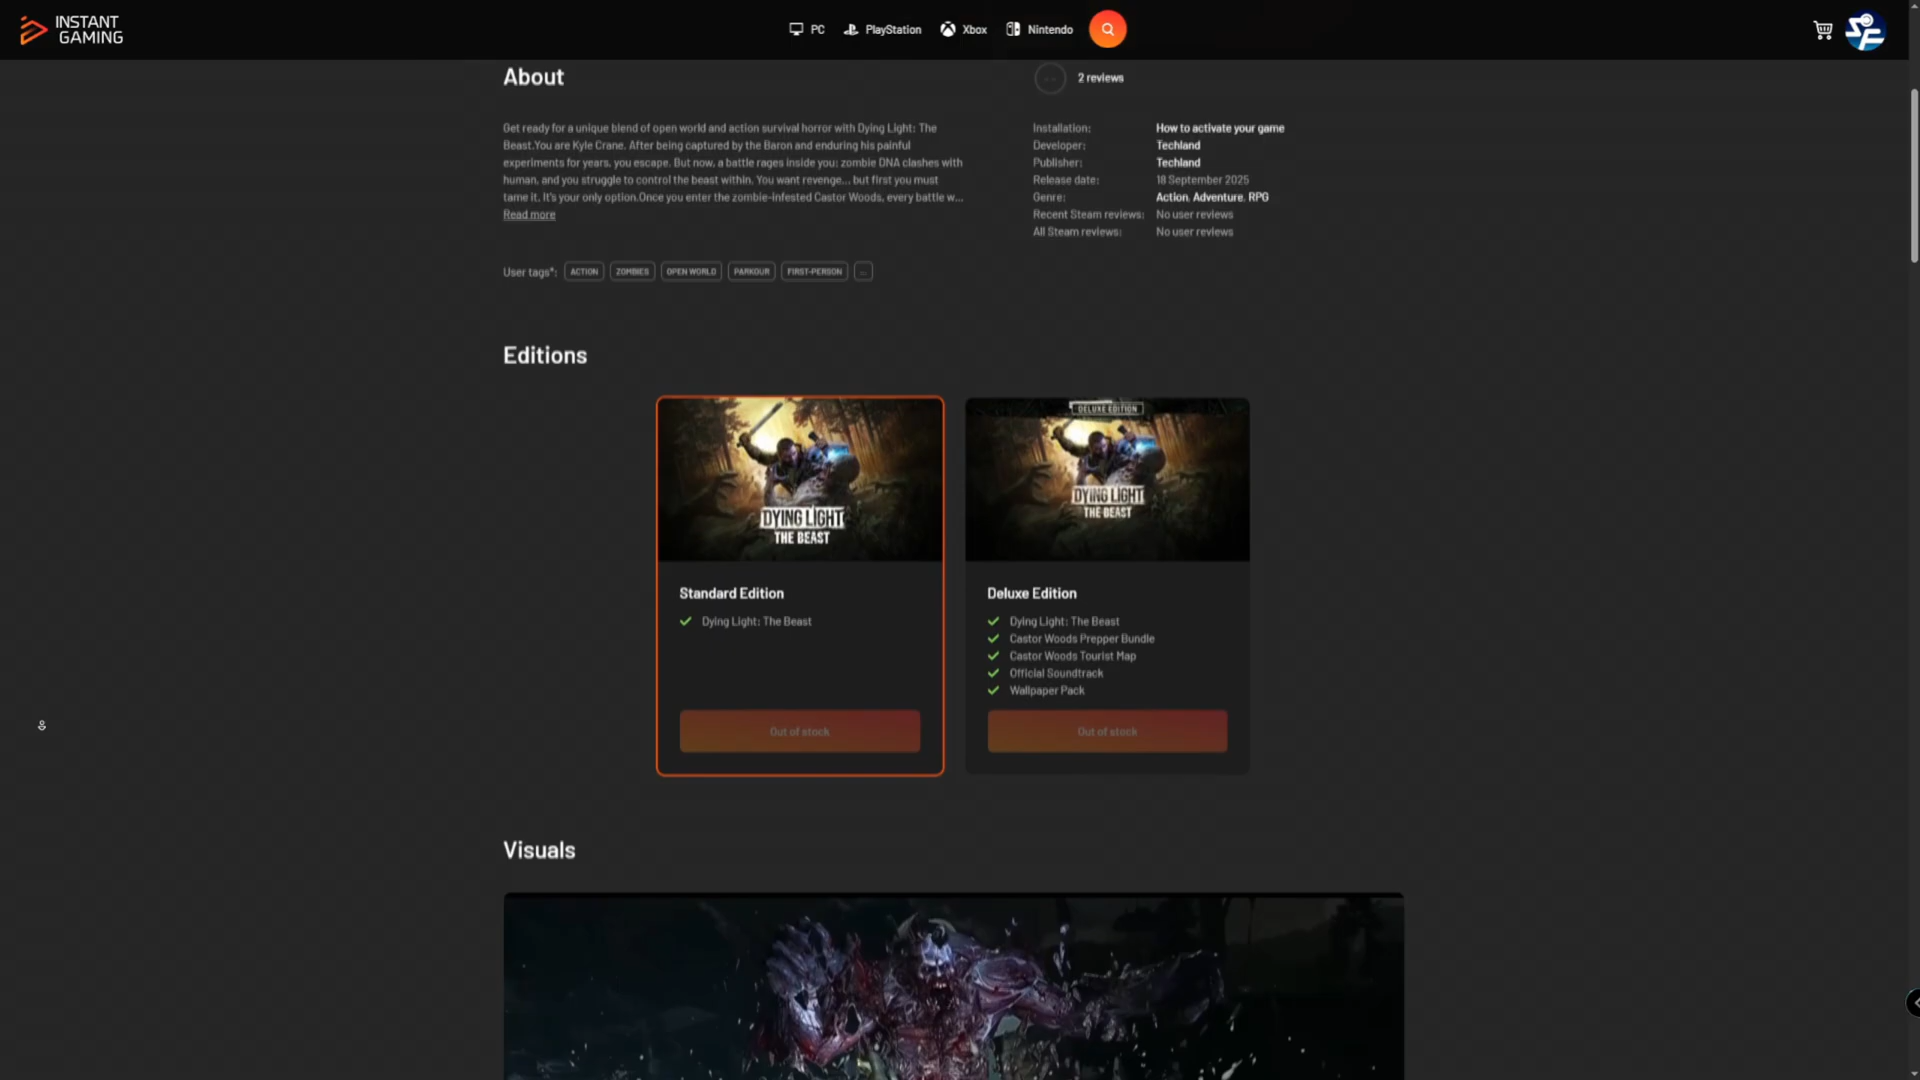 INSTANT
GAMING
PC
PlayStation
Xbox
Nintendo
About
2 reviews
Get ready for a unique blend of open world and action survival horror with Dying Light: The
Beast.You are Kyle Crane. After being captured by the Baron and enduring his painful
experiments for years, you escape. But now, a battle rages inside you: zombie DNA clashes with
human, and you struggle to control the beast within. You want revenge... but first you must
tame it. It's your only option.Once you enter the zombie-infested Castor Woods, every battle w...
Read more
Installation: How to activate your game
Developer: Techland
Publisher: Techland
Release date: 18 September 2025
Genre: Action, Adventure, RPG
Recent Steam reviews: No user reviews
All Steam reviews: No user reviews
User tags*: ACTION ZOMBIES OPEN WORLD PARKOUR FIRST-PERSON ...
Editions
DYING LIGHT
THE BEAST
Standard Edition
Dying Light: The Beast
Out of stock
DELUXE EDITION
DYING LIGHT
THE BEAST
Deluxe Edition
Dying Light: The Beast
Castor Woods Prepper Bundle
Castor Woods Tourist Map
Official Soundtrack
Wallpaper Pack
Out of stock
Visuals